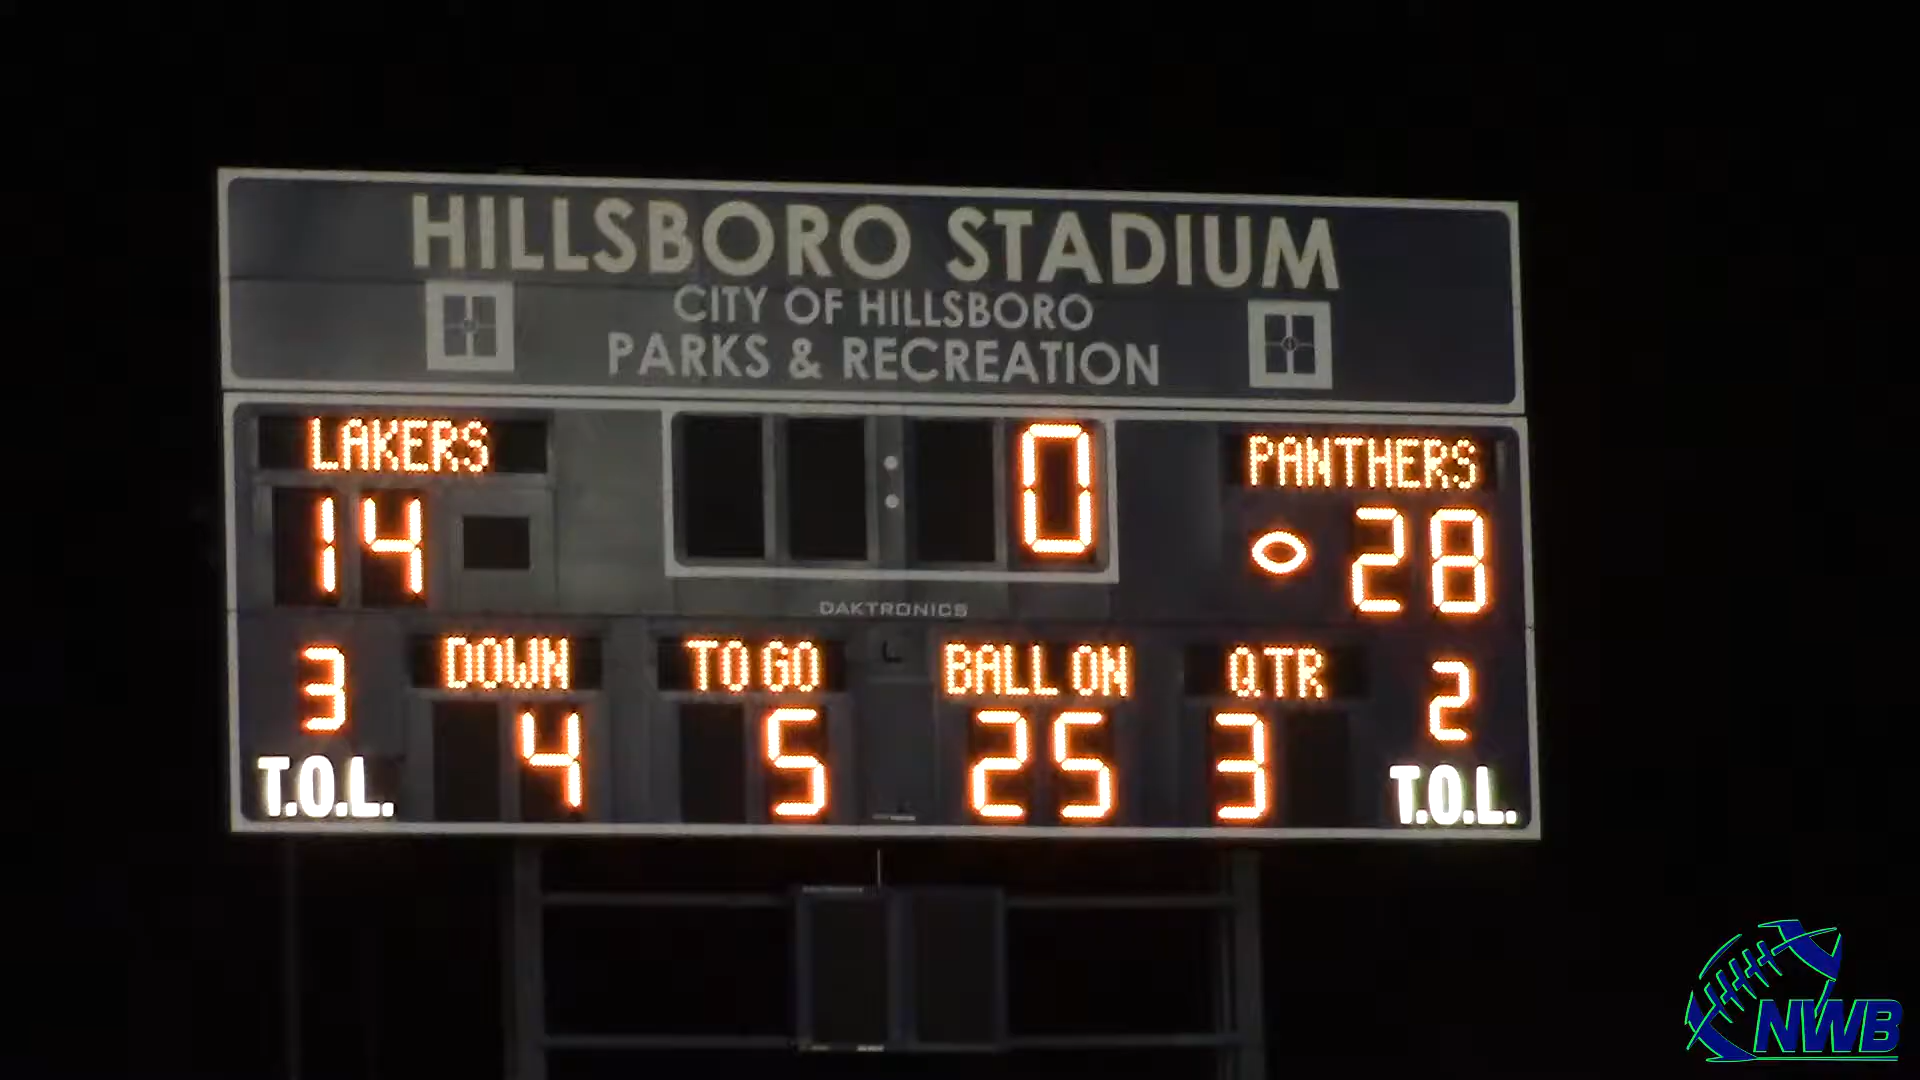 HILLSBORO STADIUM
CITY OF HILLSBORO
PARKS & RECREATION
LAKERS
0
PANTHERS
14
28
DAKTRONICS
3
DOWN
TO GO
BALL ON
QTR
2
4
5
25
3
T.O.L.
T.O.L.
NWB